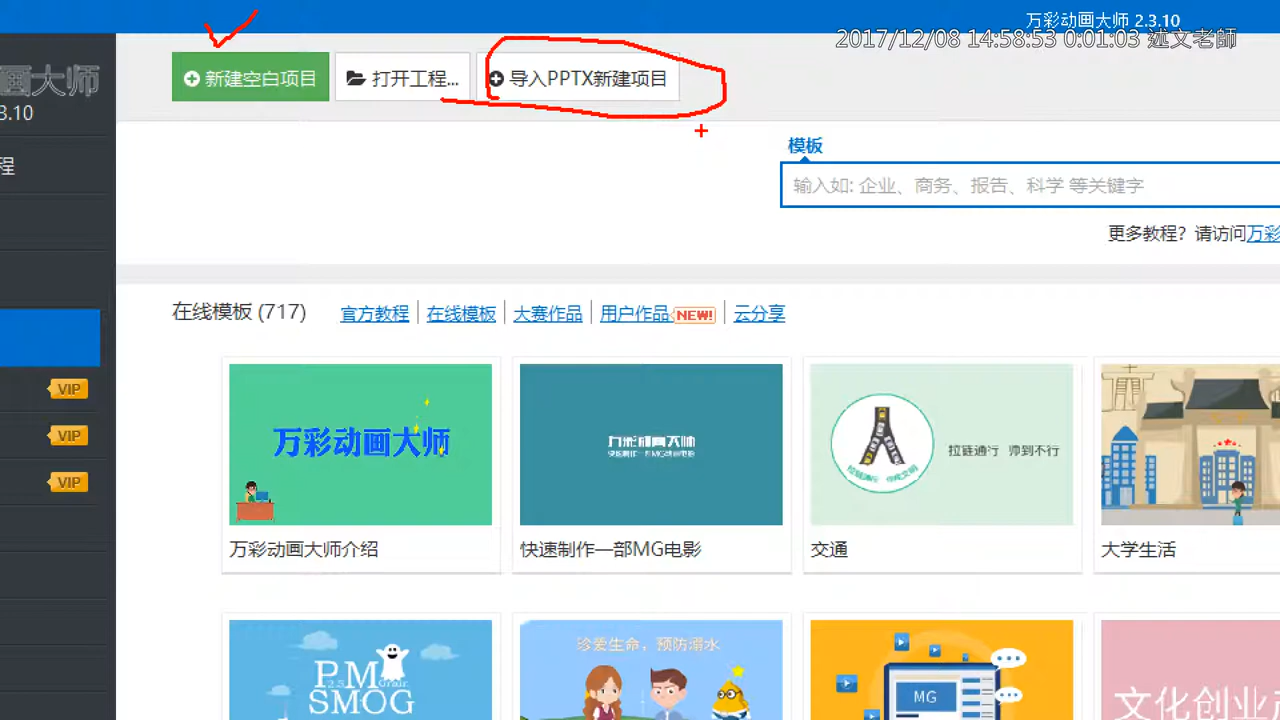 万彩动画大师 2.3.10
2017/12/08 14:58:53 0:01:03
画大师
3.10
新建空白项目
打开工程...
导入PPTX新建项目
程
模板
输入如: 企业、商务、报告、科学 等关键字
更多教程？请访问万彩
在线模板 (717)
官方教程
在线模板
大赛作品
用户作品
NEW!
云分享
VIP
VIP
VIP
万彩动画大师
万彩动画大师
拉链通行 帅到不行
万彩动画大师介绍
快速制作一部MG电影
交通
大学生活
P.M
2.5
SMOG
珍爱生命，预防溺水
MG
文化创业